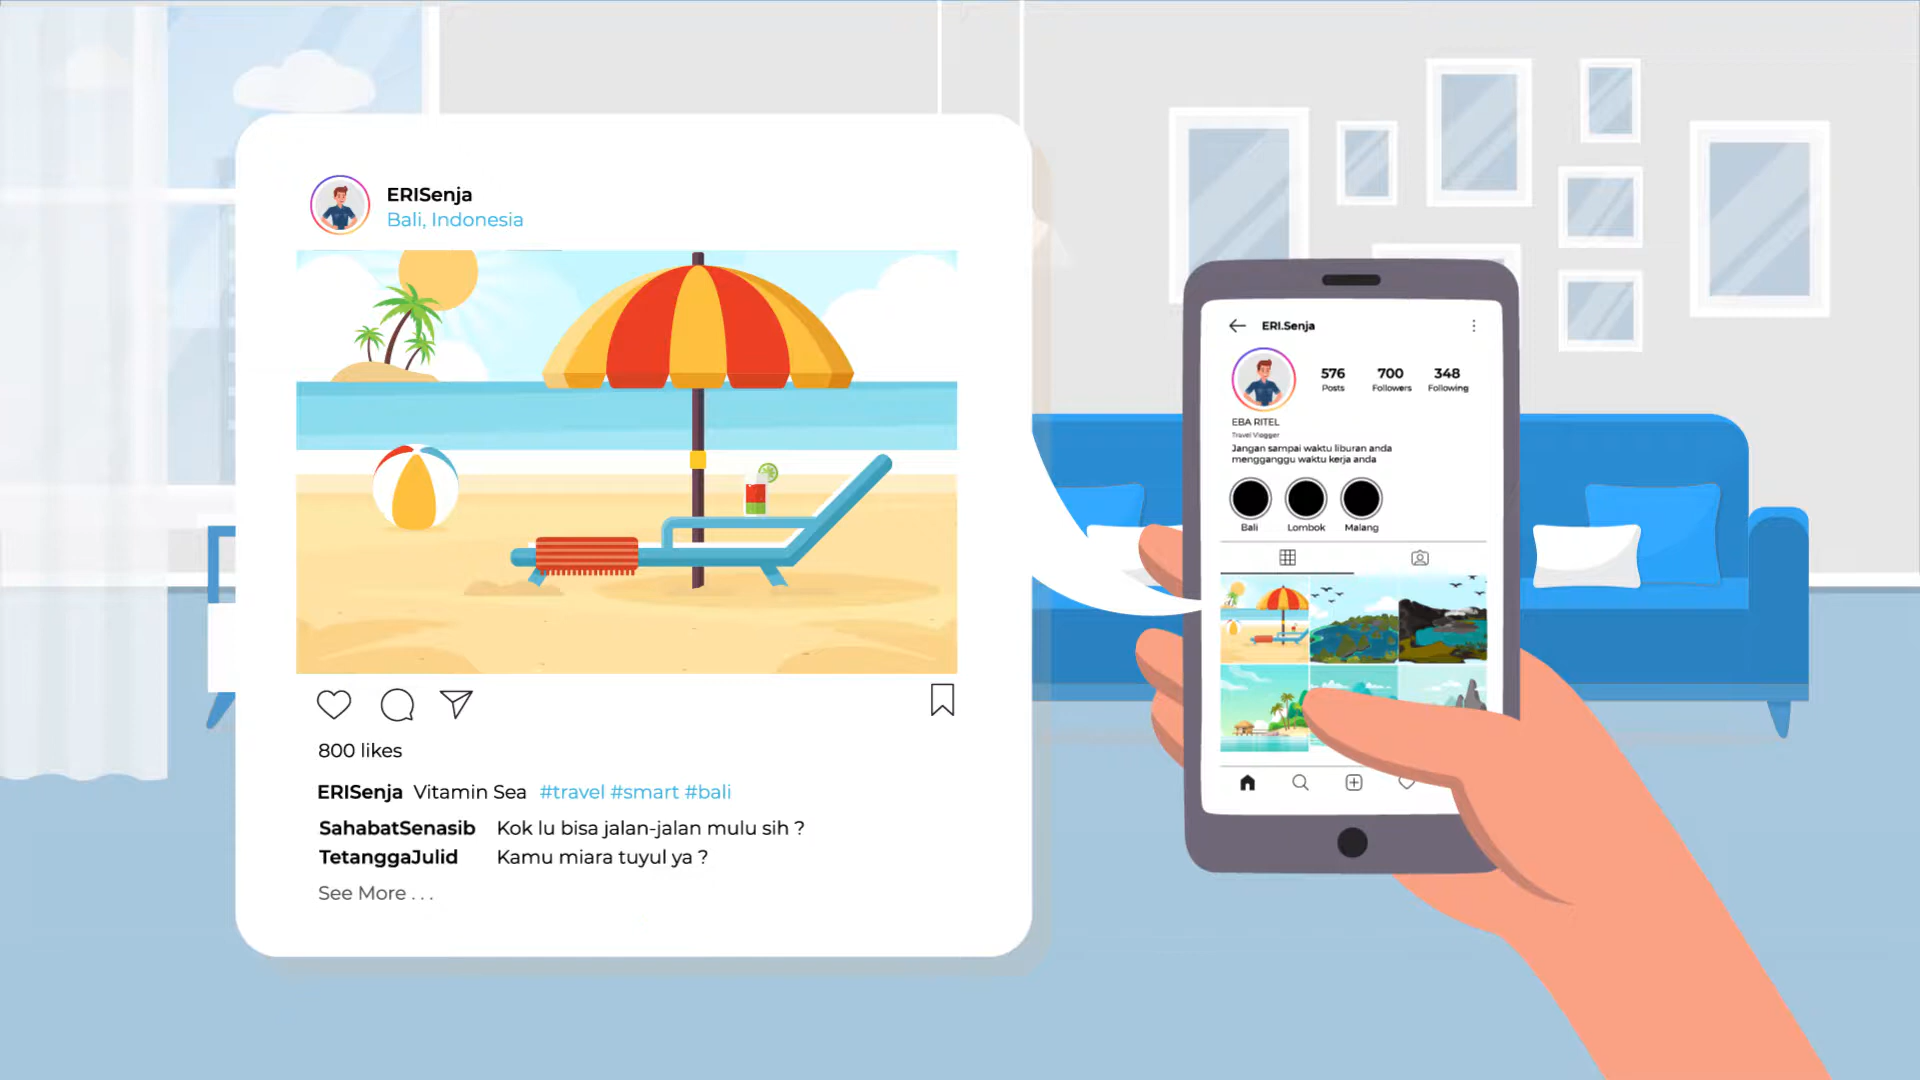 ERISenja
Bali, Indonesia
800 likes
ERISenja Vitamin Sea #travel #smart #bali
SahabatSenasib Kok lu bisa jalan-jalan mulu sih ?
TetanggaJulid Kamu miara tuyul ya ?
See More . . .
ERI.Senja
576 700 348
Posts Followers Following
EBA RITEL
Travel Vlogger
Jangan sampai waktu liburan anda
mengganggu waktu kerja anda
Bali Lombok Malang